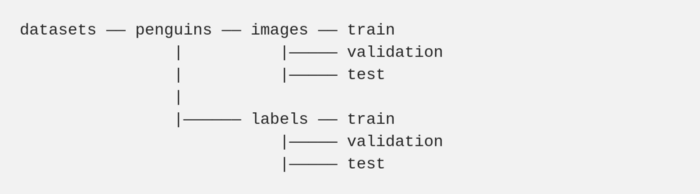 datasets —— penguins —— images —— train
|                     |————— validation
|                     |————— test
|
|—————— labels —— train
|————— validation
|————— test